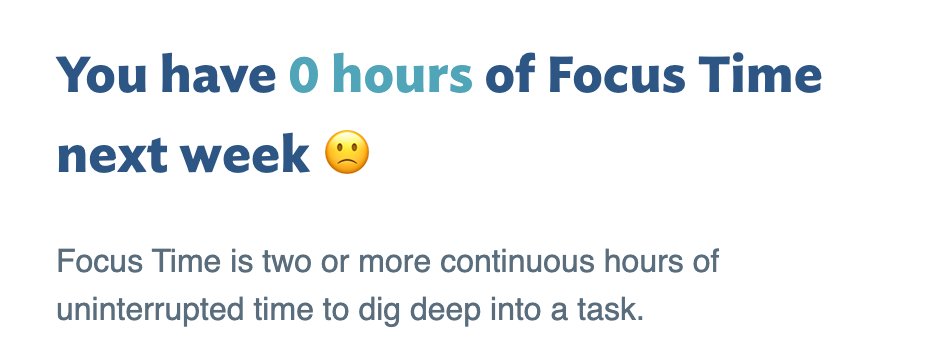 You have 0 hours of Focus Time
next week 🙁
Focus Time is two or more continuous hours of
uninterrupted time to dig deep into a task.